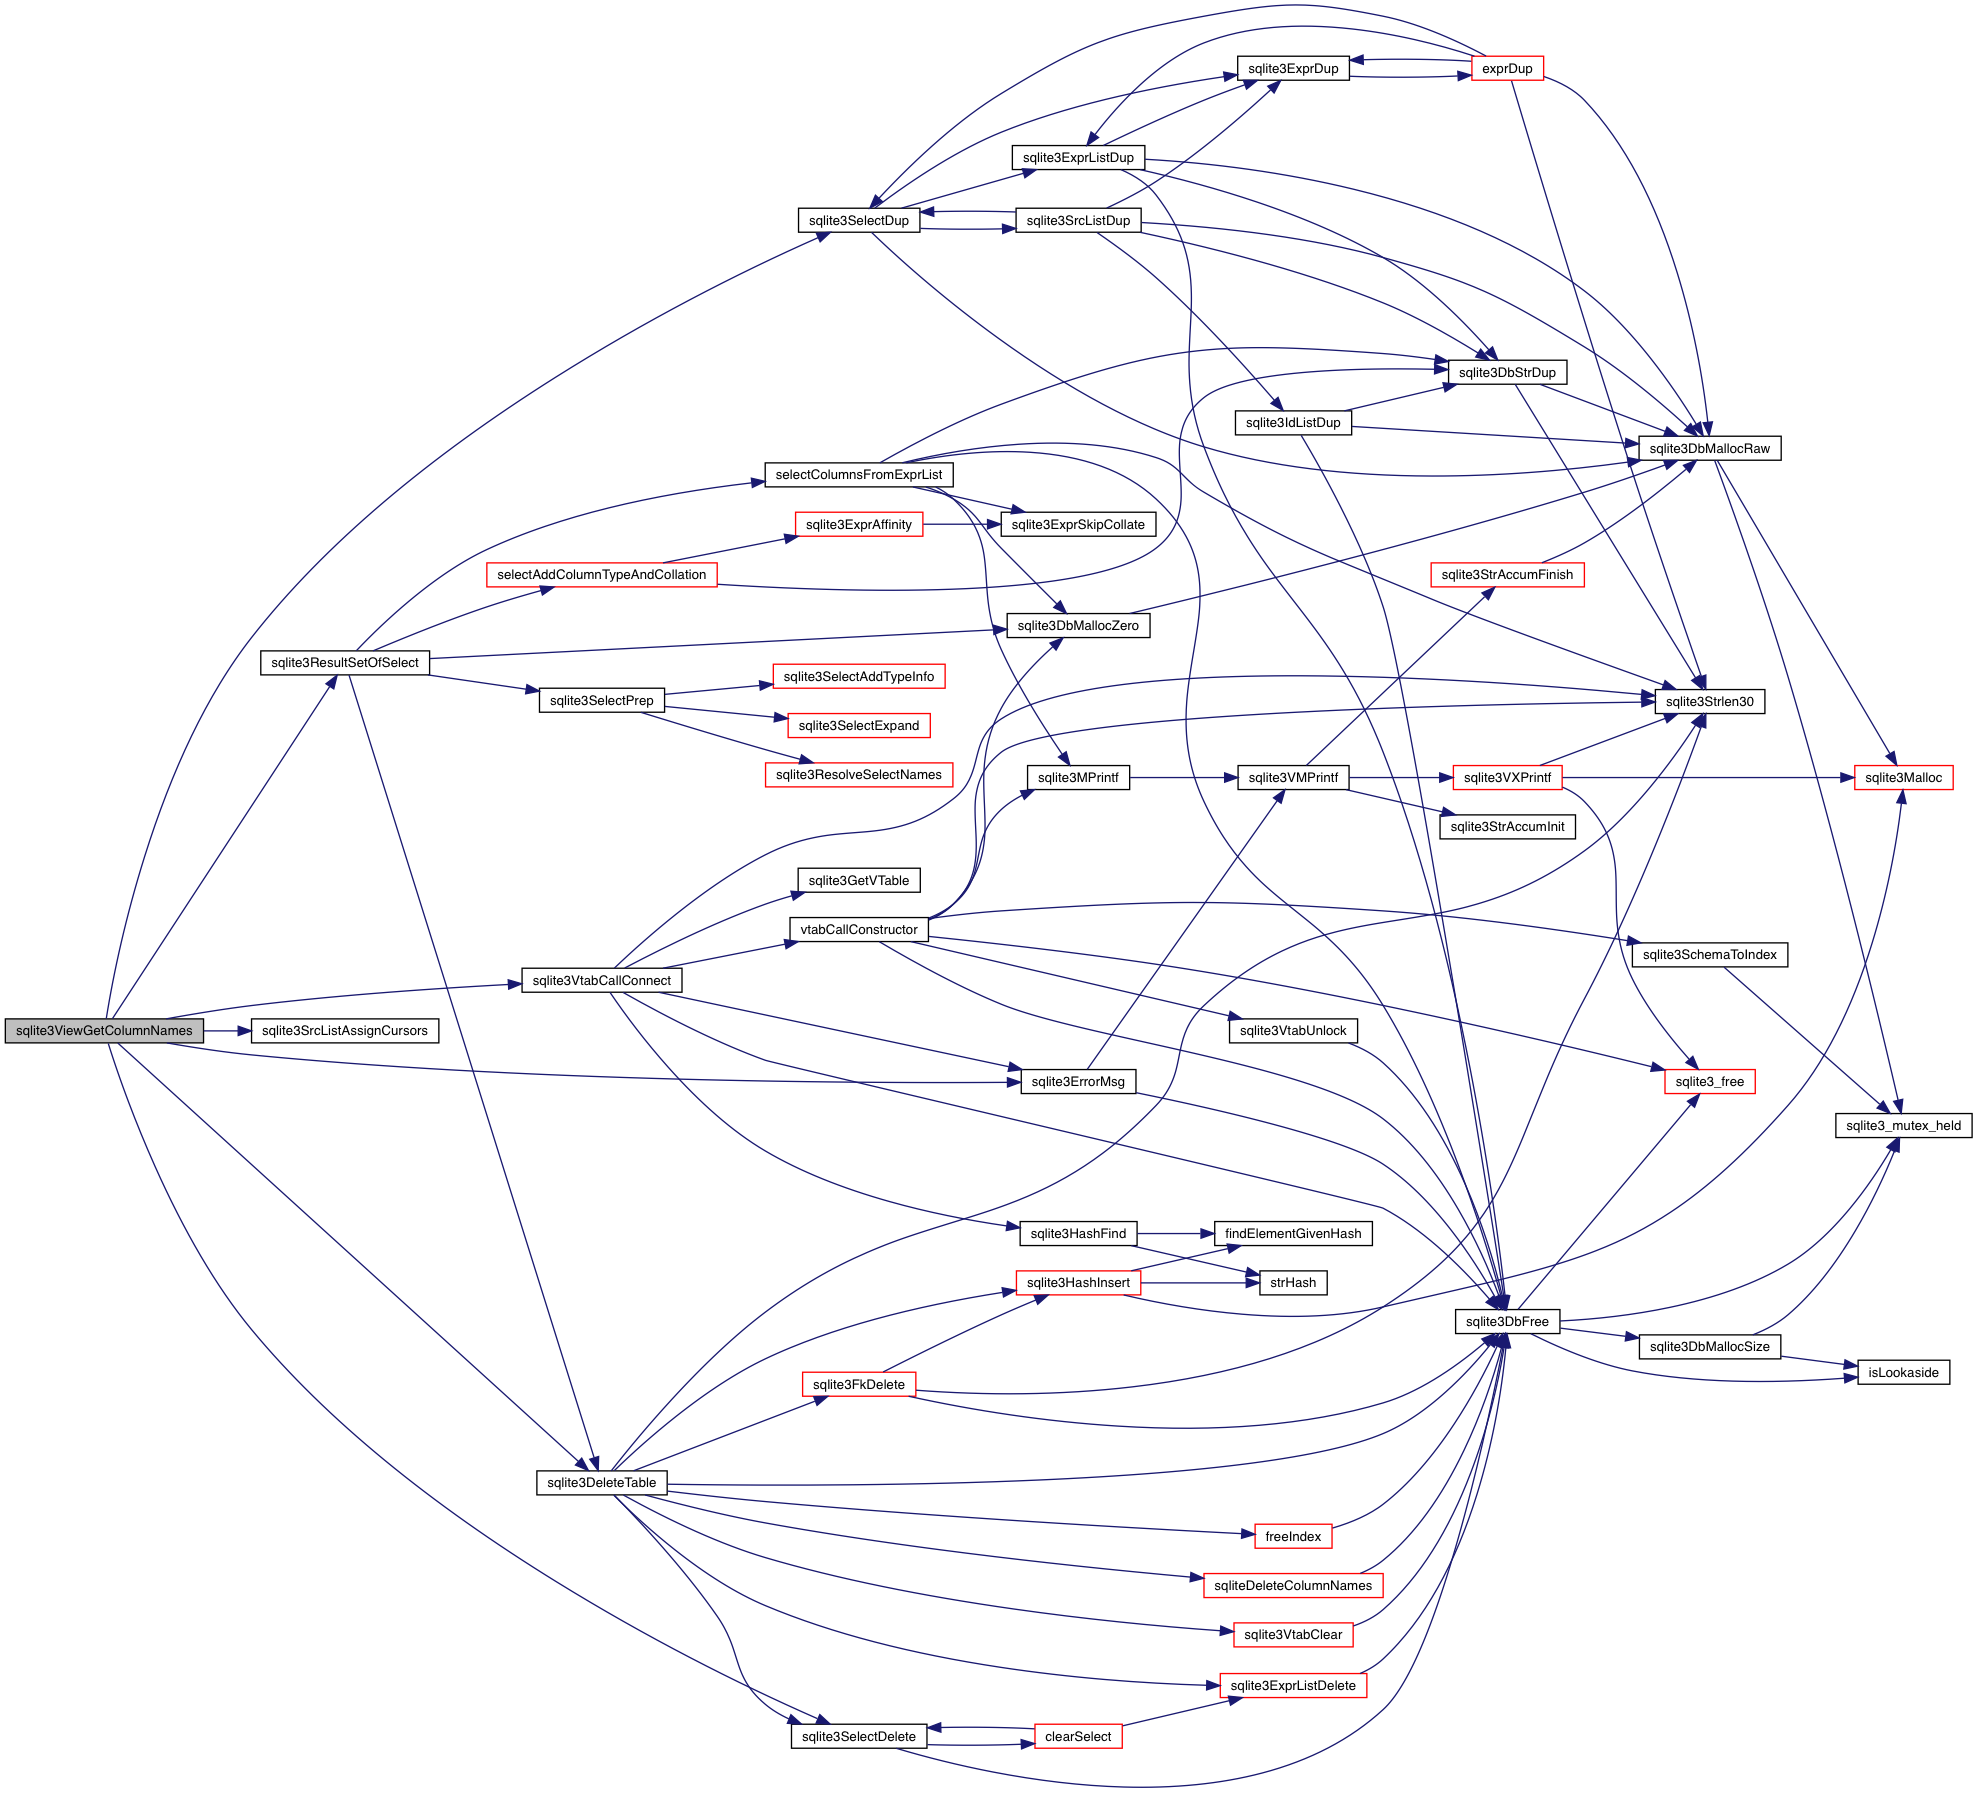 sqlite3ExprDup
exprDup
sqlite3ExprListDup
sqlite3SelectDup
sqlite3SrcListDup
sqlite3DbStrDup
sqlite3IdListDup
sqlite3DbMallocRaw
selectColumnsFromExprList
sqlite3ExprAffinity
sqlite3ExprSkipCollate
selectAddColumnTypeAndCollation
sqlite3StrAccumFinish
sqlite3DbMallocZero
sqlite3ResultSetOfSelect
sqlite3SelectAddTypeInfo
sqlite3SelectPrep
sqlite3Strlen30
sqlite3SelectExpand
sqlite3ResolveSelectNames
sqlite3MPrintf
sqlite3VMPrintf
sqlite3VXPrintf
sqlite3Malloc
sqlite3StrAccumInit
sqlite3GetVTable
vtabCallConstructor
sqlite3SchemaToIndex
sqlite3VtabCallConnect
sqlite3ViewGetColumnNames
sqlite3SrcListAssignCursors
sqlite3VtabUnlock
sqlite3ErrorMsg
sqlite3_free
sqlite3_mutex_held
sqlite3HashFind
findElementGivenHash
sqlite3HashInsert
strHash
sqlite3DbFree
sqlite3DbMallocSize
isLookaside
sqlite3FkDelete
sqlite3DeleteTable
freeIndex
sqliteDeleteColumnNames
sqlite3VtabClear
sqlite3ExprListDelete
sqlite3SelectDelete
clearSelect